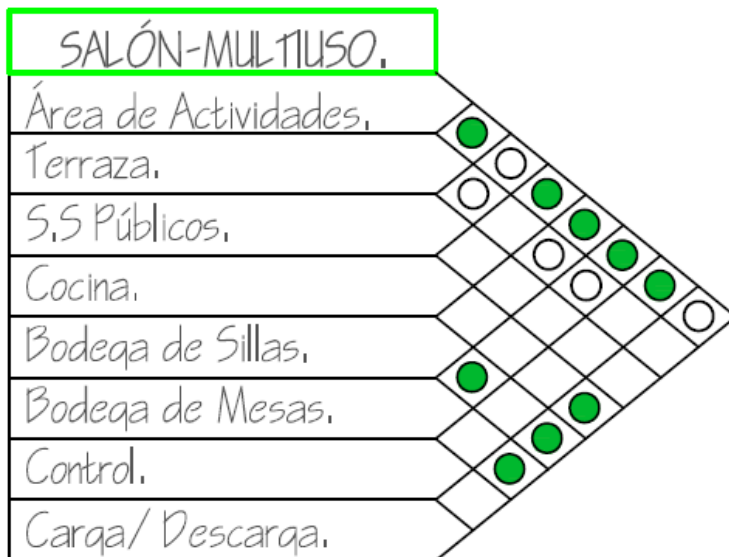 SALÓN-MULTIUSO.
Área de Actividades.
Terraza.
S.S Públicos.
Cocina.
Bodega de Sillas.
Bodega de Mesas.
Control.
Carga/ Descarga.